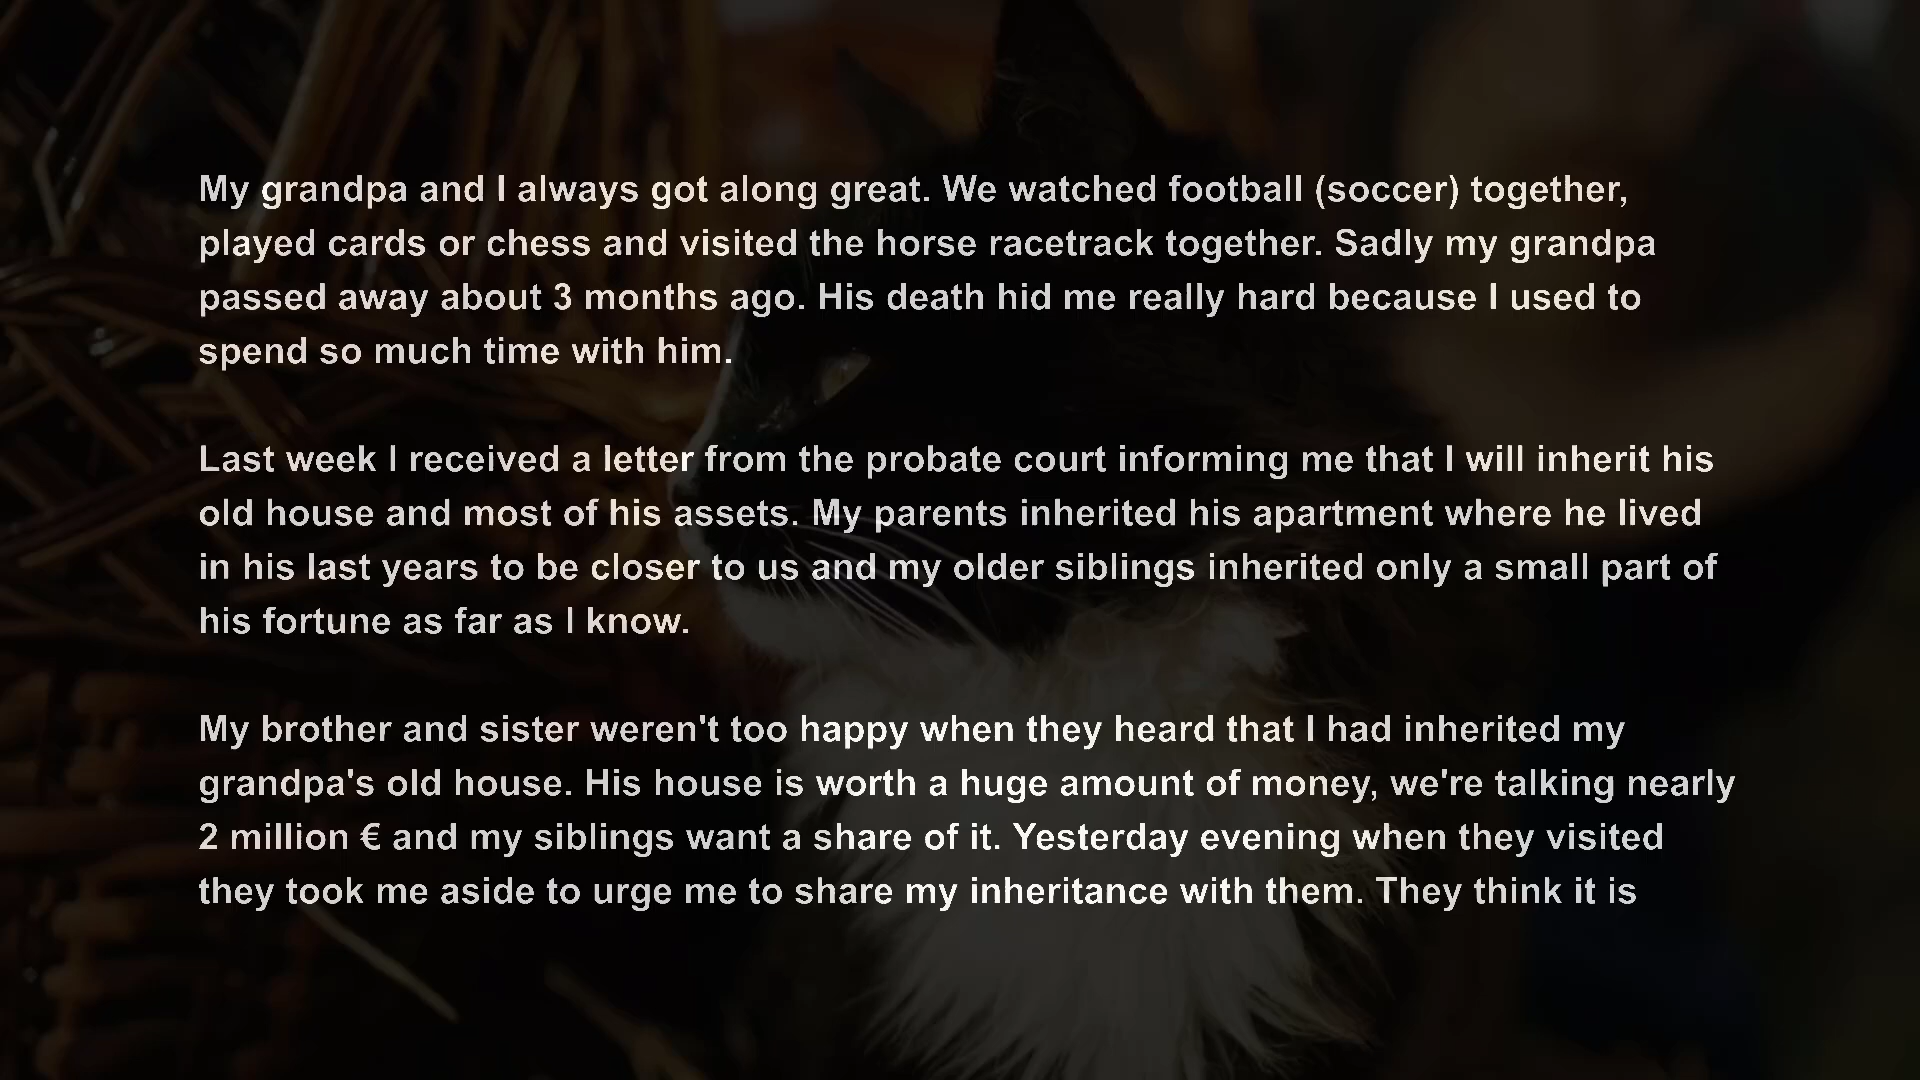 My grandpa and I always got along great. We watched football (soccer) together,
played cards or chess and visited the horse racetrack together. Sadly my grandpa
passed away about 3 months ago. His death hid me really hard because I used to
spend so much time with him.
Last week I received a letter from the probate court informing me that I will inherit his
old house and most of his assets. My parents inherited his apartment where he lived
in his last years to be closer to us and my older siblings inherited only a small part of
his fortune as far as I know.
My brother and sister weren't too happy when they heard that I had inherited my
grandpa's old house. His house is worth a huge amount of money, we're talking nearly
2 million € and my siblings want a share of it. Yesterday evening when they visited
they took me aside to urge me to share my inheritance with them. They think it is